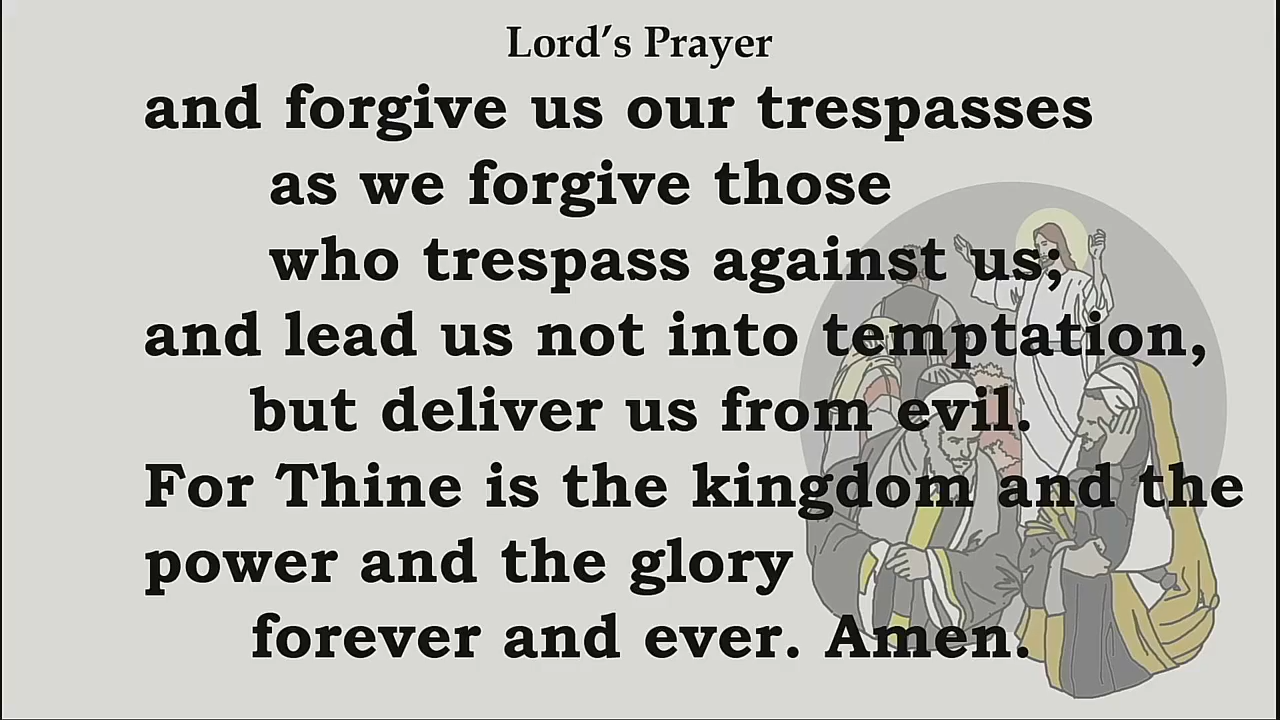 Lord’s Prayer
and forgive us our trespasses
as we forgive those
who trespass against us;
and lead us not into temptation,
but deliver us from evil.
For Thine is the kingdom and the
power and the glory
forever and ever. Amen.